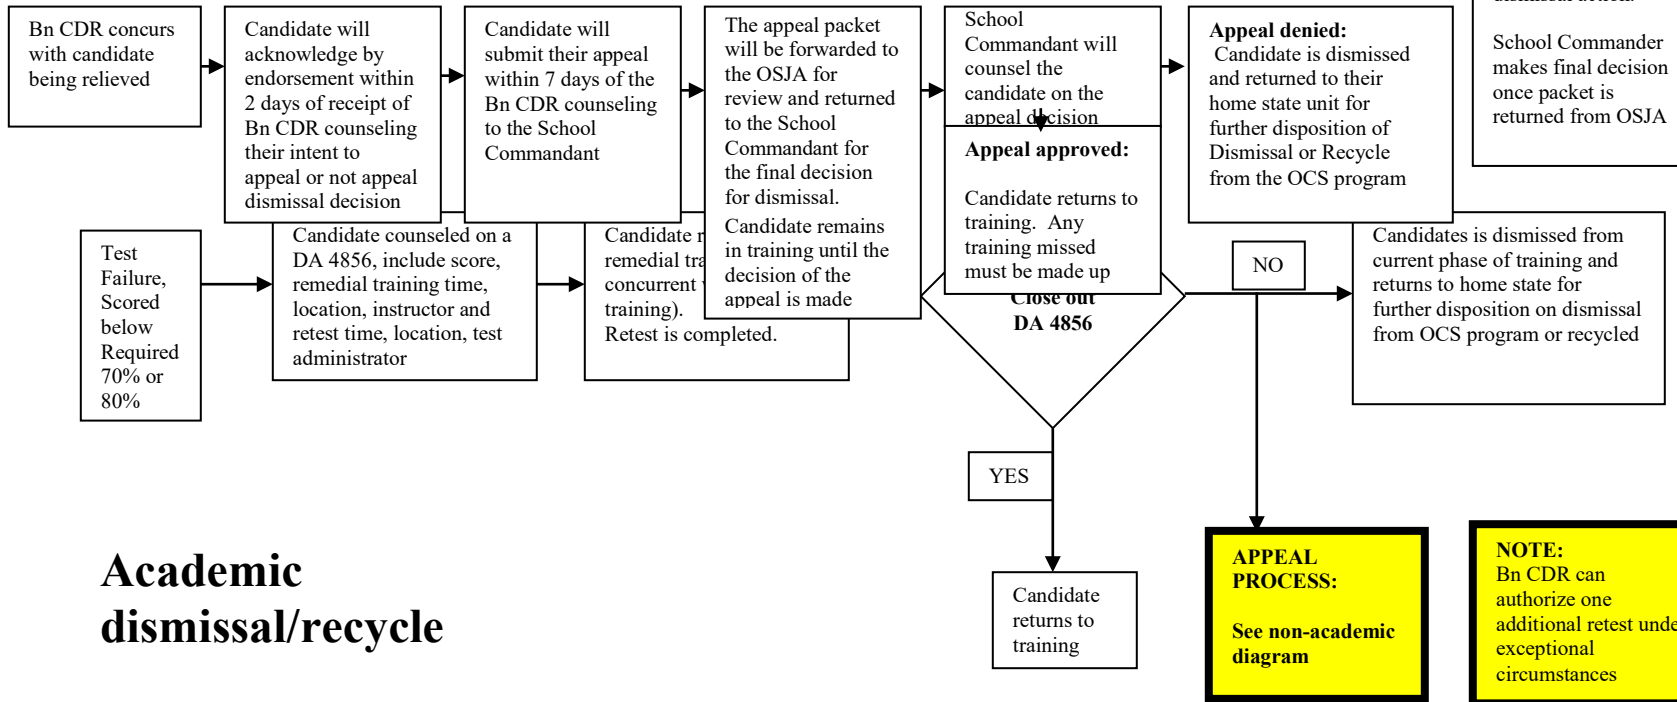 Bn CDR concurs
with candidate
being relieved
Candidate will
acknowledge by
endorsement within
2 days of receipt of
Bn CDR counseling
their intent to
appeal or not appeal
dismissal decision
Candidate will
submit their appeal
within 7 days of the
Bn CDR counseling
to the School
Commandant
The appeal packet
will be forwarded to
the OSJA for
review and returned
to the School
Commandant for
the final decision
for dismissal.
Candidate remains
in training until the
decision of the
appeal is made
School
Commandant will
counsel the
candidate on the
appeal decision
Appeal approved:
Candidate returns to
training. Any
training missed
must be made up
Appeal denied:
Candidate is dismissed
and returned to their
home state unit for
further disposition of
Dismissal or Recycle
from the OCS program
dismissal action.
School Commander
makes final decision
once packet is
returned from OSJA
Test
Failure,
Scored
below
Required
70% or
80%
Candidate counseled on a
DA 4856, include score,
remedial training time,
location, instructor and
retest time, location, test
administrator
Candidate
remedial
concurrent
training).
Retest is completed.
Close out
DA 4856
NO
Candidates is dismissed from
current phase of training and
returns to home state for
further disposition on dismissal
from OCS program or recycled
YES
Candidate
returns to
training
APPEAL
PROCESS:
See non-academic
diagram
NOTE:
Bn CDR can
authorize one
additional retest unde
exceptional
circumstances
Academic
dismissal/recycle